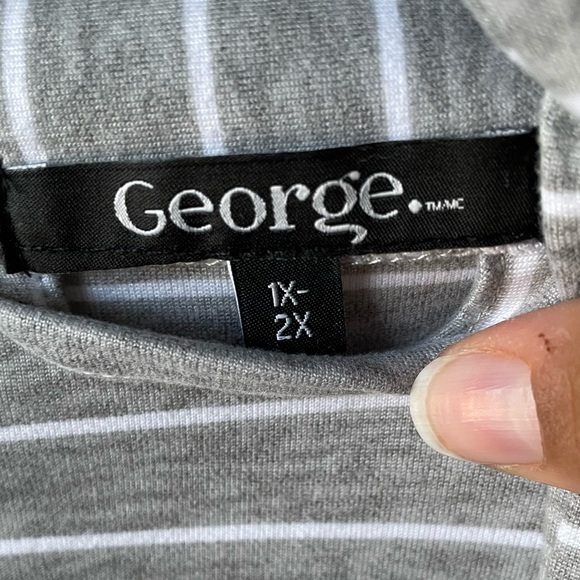 George. TM/MC
1X-
2X